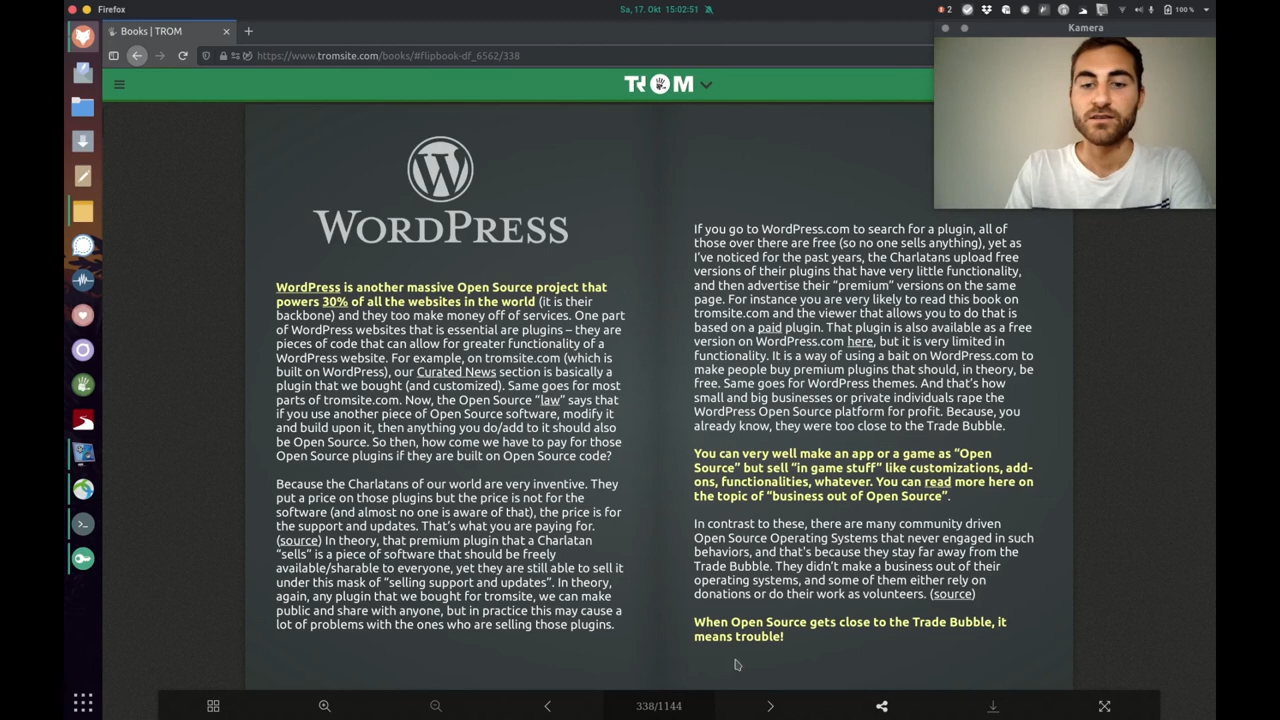 Firefox
Sa, 17. Okt 15:02:51
2
100 %
Books | TROM
https://www.tromsite.com/books/#flipbook-df_6562/338
Kamera
TROM
WORDPRESS
WordPress is another massive Open Source project that
powers 30% of all the websites in the world (it is their
backbone) and they too make money off of services. One part
of WordPress websites that is essential are plugins – they are
pieces of code that can allow for greater functionality of a
WordPress website. For example, on tromsite.com (which is
built on WordPress), our Curated News section is basically a
plugin that we bought (and customized). Same goes for most
parts of tromsite.com. Now, the Open Source “law” says that
if you use another piece of Open Source software, modify it
and build upon it, then anything you do/add to it should also
be Open Source. So then, how come we have to pay for those
Open Source plugins if they are built on Open Source code?
Because the Charlatans of our world are very inventive. They
put a price on those plugins but the price is not for the
software (and almost no one is aware of that), the price is for
the support and updates. That’s what you are paying for.
(source) In theory, that premium plugin that a Charlatan
“sells” is a piece of software that should be freely
available/sharable to everyone, yet they are still able to sell it
under this mask of “selling support and updates”. In theory,
again, any plugin that we bought for tromsite, we can make
public and share with anyone, but in practice this may cause a
lot of problems with the ones who are selling those plugins.
If you go to WordPress.com to search for a plugin, all of
those over there are free (so no one sells anything), yet as
I’ve noticed for the past years, the Charlatans upload free
versions of their plugins that have very little functionality,
and then advertise their “premium” versions on the same
page. For instance you are very likely to read this book on
tromsite.com and the viewer that allows you to do that is
based on a paid plugin. That plugin is also available as a free
version on WordPress.com here, but it is very limited in
functionality. It is a way of using a bait on WordPress.com to
make people buy premium plugins that should, in theory, be
free. Same goes for WordPress themes. And that’s how
small and big businesses or private individuals rape the
WordPress Open Source platform for profit. Because, you
already know, they were too close to the Trade Bubble.
You can very well make an app or a game as “Open
Source” but sell “in game stuff” like customizations, add-
ons, functionalities, whatever. You can read more here on
the topic of “business out of Open Source”.
In contrast to these, there are many community driven
Open Source Operating Systems that never engaged in such
behaviors, and that's because they stay far away from the
Trade Bubble. They didn’t make a business out of their
operating systems, and some of them either rely on
donations or do their work as volunteers. (source)
When Open Source gets close to the Trade Bubble, it
means trouble!
338/1144